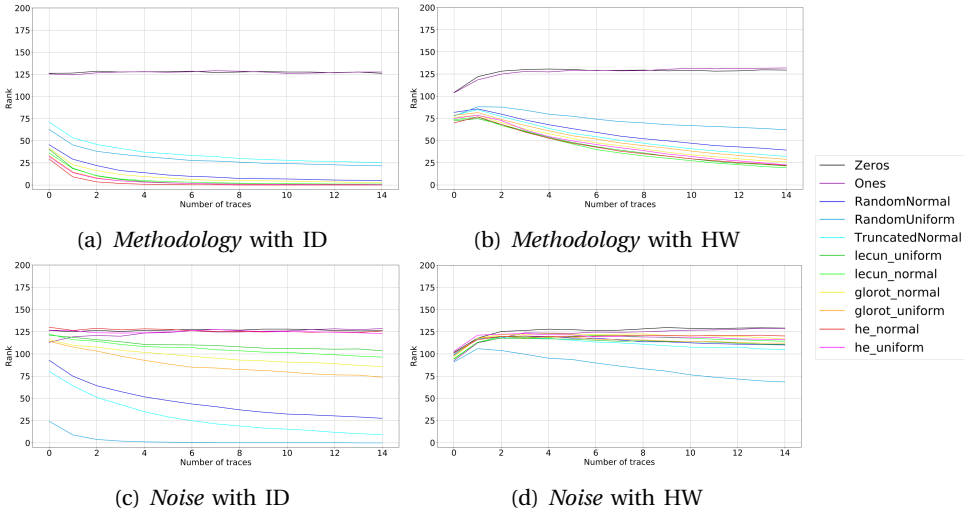 200
175
150
125
100
75
50
25
0
Rank
0 2 4 6 8 10 12 14
Number of traces
(a) Methodology with ID
200
175
150
125
100
75
50
25
0
Rank
0 2 4 6 8 10 12 14
Number of traces
(b) Methodology with HW
Zeros
Ones
RandomNormal
RandomUniform
TruncatedNormal
lecun_uniform
lecun_normal
glorot_normal
glorot_uniform
he_normal
he_uniform
200
175
150
125
100
75
50
25
0
Rank
0 2 4 6 8 10 12 14
Number of traces
(c) Noise with ID
200
175
150
125
100
75
50
25
0
Rank
0 2 4 6 8 10 12 14
Number of traces
(d) Noise with HW